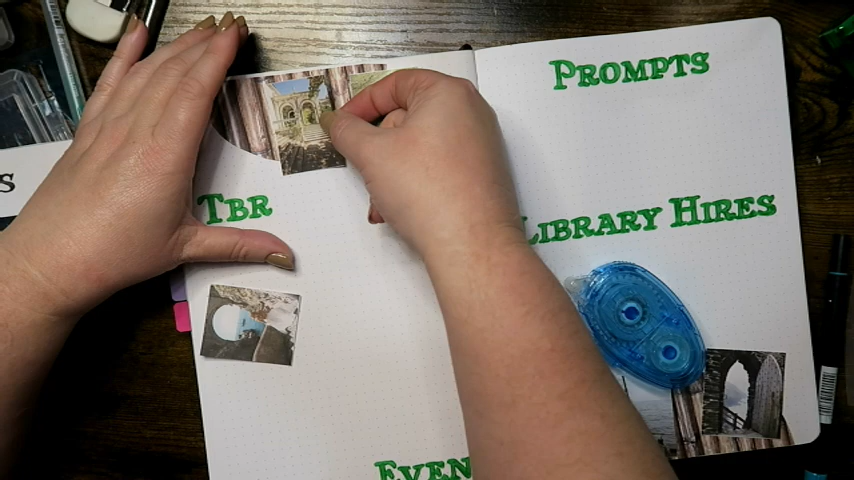 S
TBR
EVEN
PROMPTS
LIBRARY HIRES